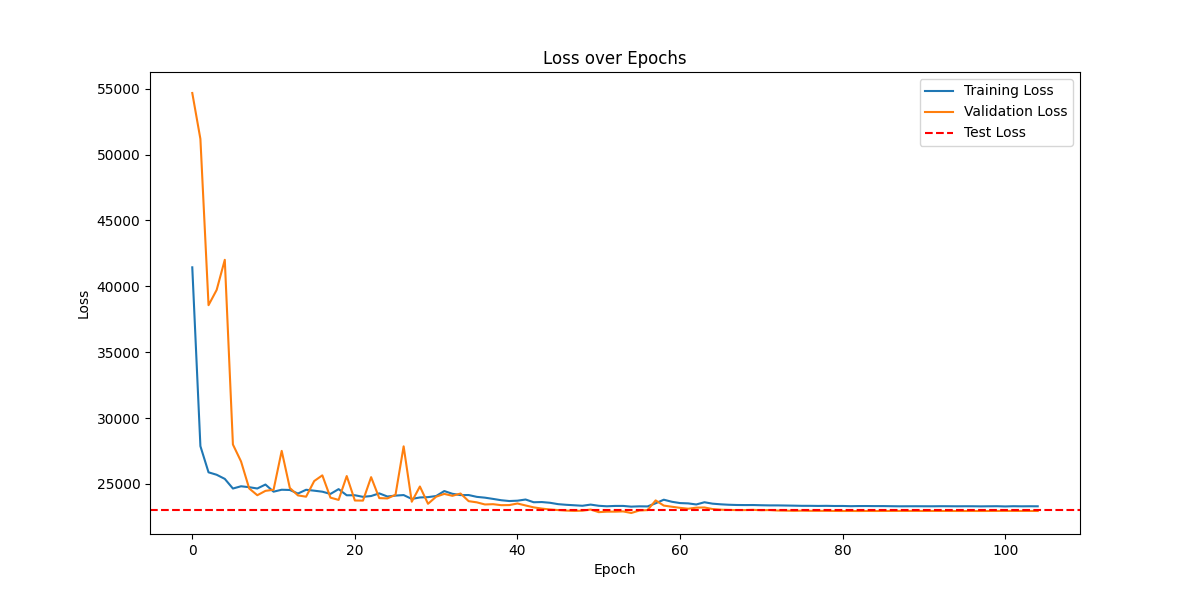 Loss over Epochs
Training Loss
Validation Loss
Test Loss
55000
50000
45000
40000
35000
30000
25000
Loss
0
20
40
60
80
100
Epoch